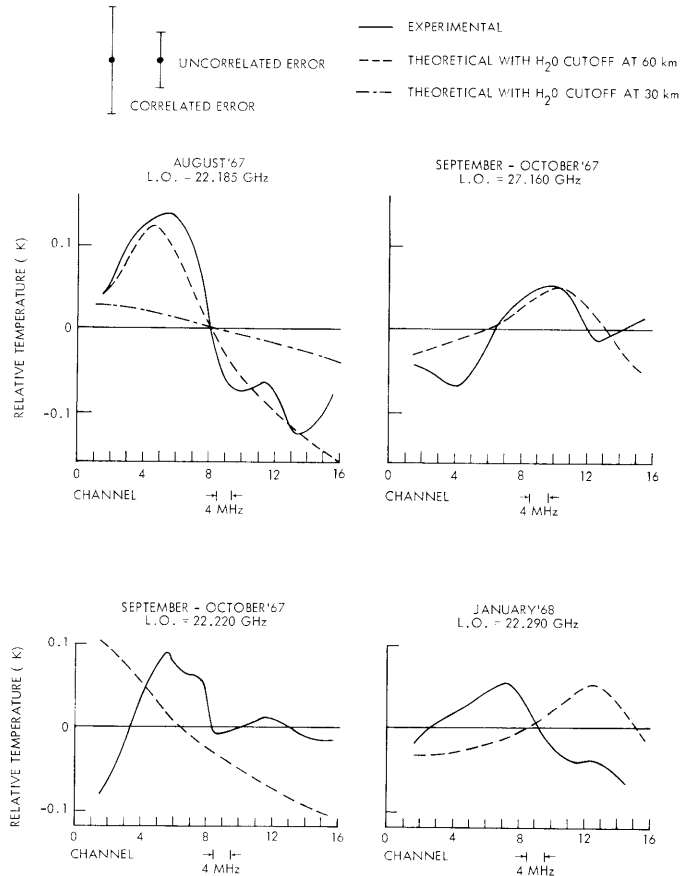 EXPERIMENTAL
UNCORRELATED ERROR
THEORETICAL WITH H2O CUTOFF AT 60 km
CORRELATED ERROR
THEORETICAL WITH H2O CUTOFF AT 30 km
AUGUST'67
L.O. – 22.185 GHz
RELATIVE TEMPERATURE ( K)
0.1
0
-0.1
0 4 8 12 16
CHANNEL
4 MHz
SEPTEMBER – OCTOBER'67
L.O. = 27.160 GHz
0 4 8 12 16
CHANNEL
4 MHz
SEPTEMBER – OCTOBER'67
L.O. = 22.220 GHz
RELATIVE TEMPERATURE ( K)
0.1
0
-0.1
0 4 8 12 16
CHANNEL
4 MHz
JANUARY'68
L.O. = 22.290 GHz
0 4 8 12 16
CHANNEL
4 MHz